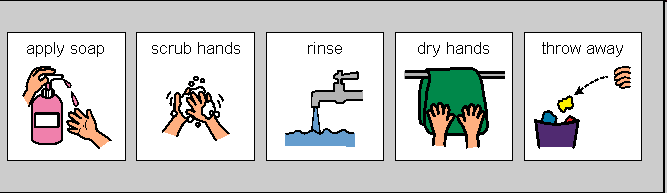 apply soap
scrub hands
rinse
dry hands
throw away